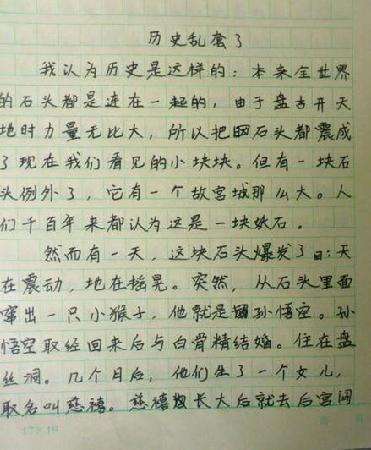 历史乱套了
我认为历史是这样的：本来全世界
的石头都是连在一起的，由于盘古开天
地时力量无比大，所以把石头都震成
了现在我们看见的小块块。但有一块石
头例外了，它有一个故宫城那么大。人
们千百年来都认为这是一块妖石。
然而有一天，这块石头爆发了：天
在震动，地在摇晃。突然，从石头里面
窜出一只小猴子，他就是孙悟空。孙
悟空取经回来后与白骨精结婚。住在盘
丝洞。几个月后，他们生了一个女儿，
取名叫慈禧。慈禧长大后就去后宫闯